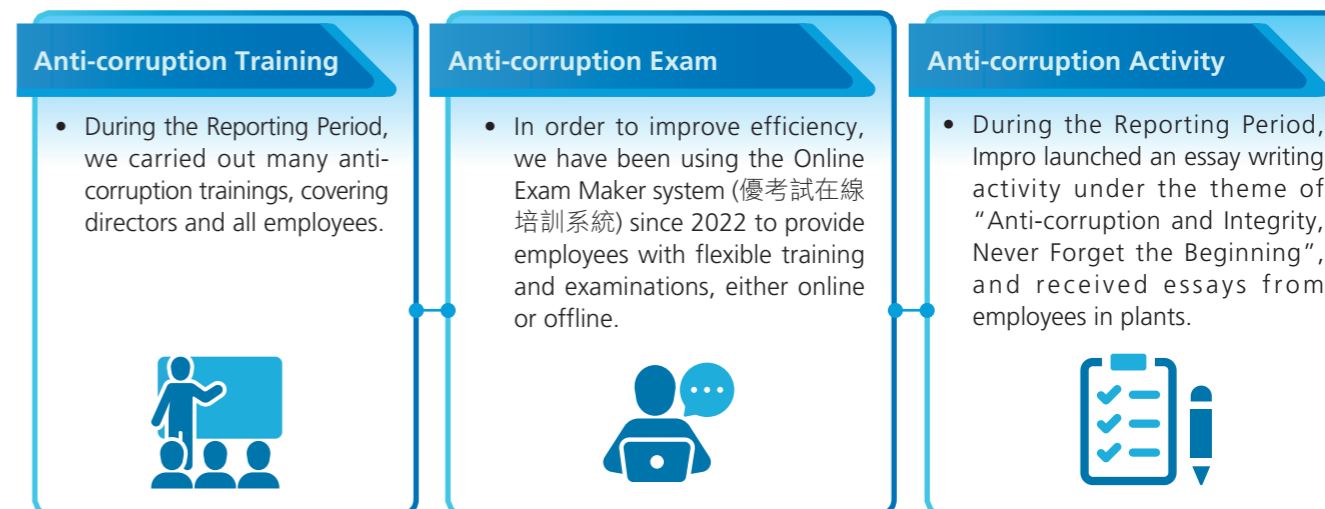 Anti-corruption Training
• During the Reporting Period,
we carried out many anti-
corruption trainings, covering
directors and all employees.
Anti-corruption Exam
• In order to improve efficiency,
we have been using the Online
Exam Maker system (優考試在線
培訓系統) since 2022 to provide
employees with flexible training
and examinations, either online
or offline.
Anti-corruption Activity
• During the Reporting Period,
Impro launched an essay writing
activity under the theme of
“Anti-corruption and Integrity,
Never Forget the Beginning”,
and received essays from
employees in plants.